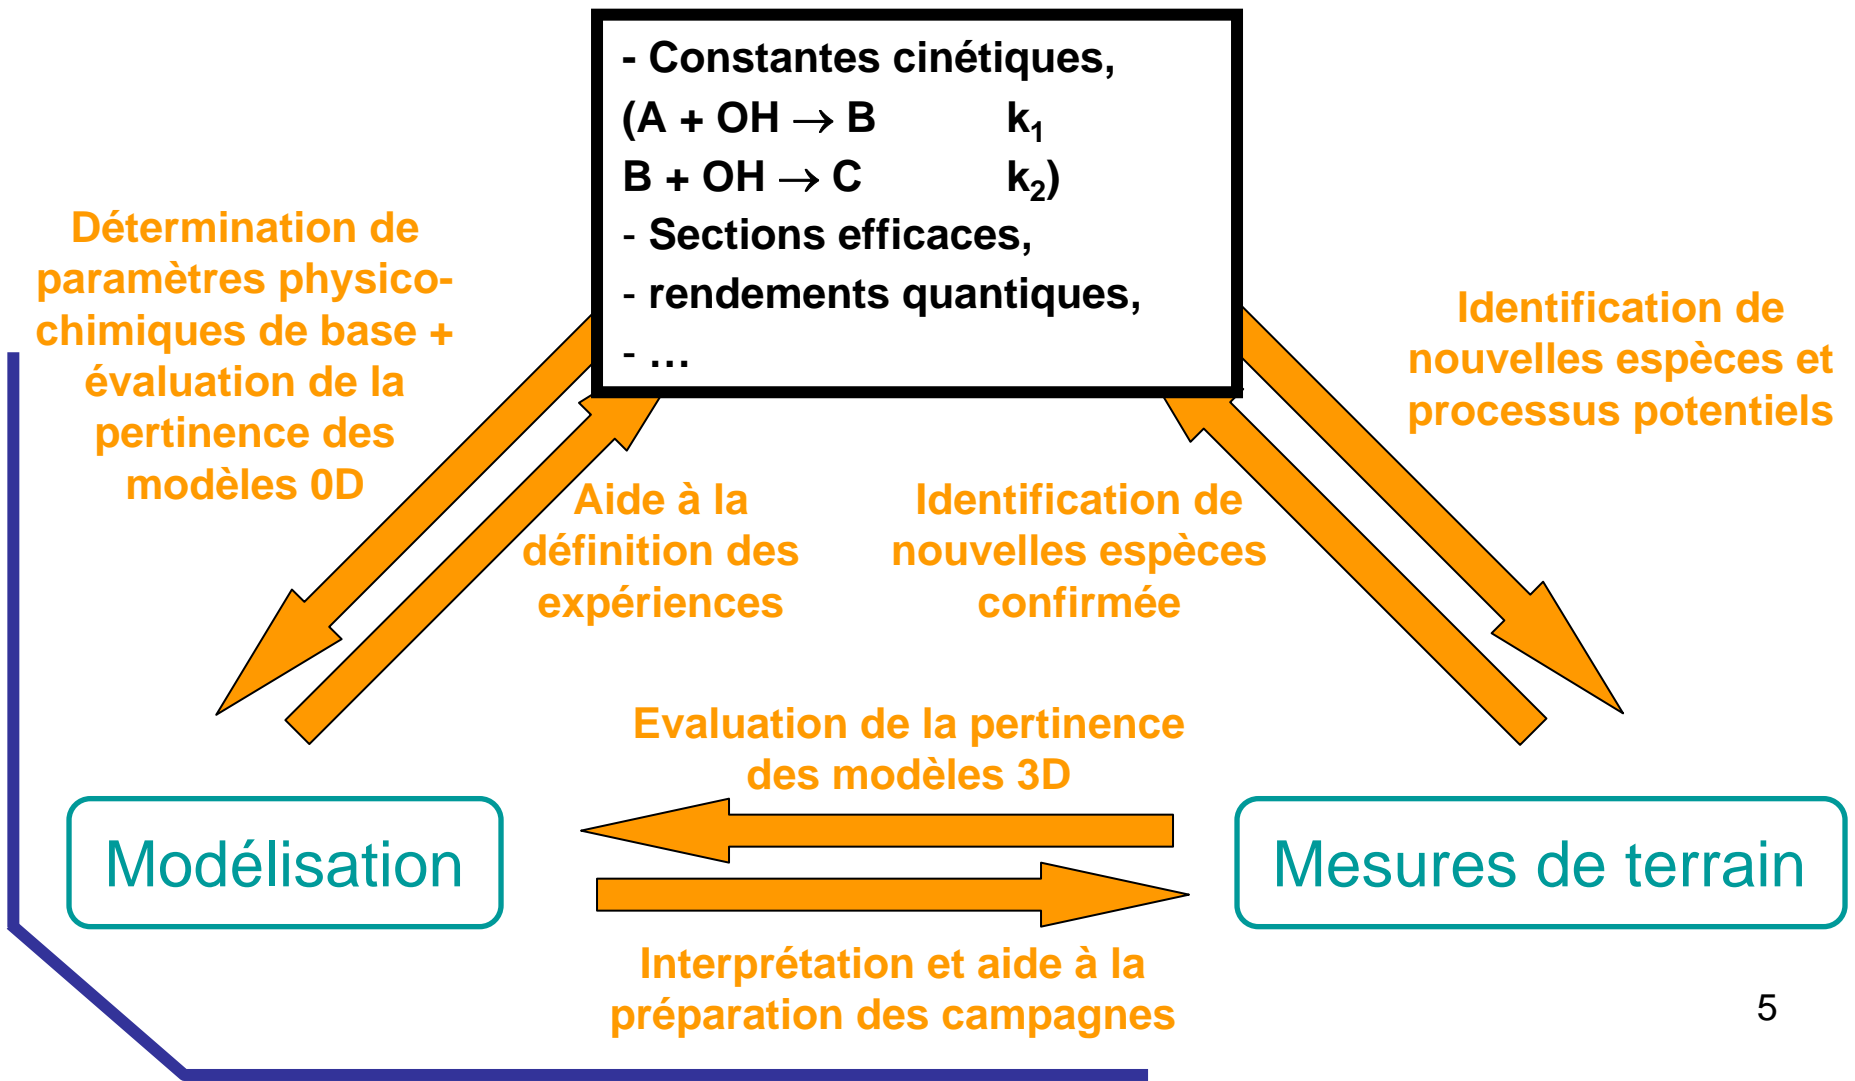 - Constantes cinétiques,
(A + OH → B k₁
B + OH → C k₂)
- Sections efficaces,
- rendements quantiques,
- …
Détermination de
paramètres physico-
chimiques de base +
évaluation de la
pertinence des
modèles 0D
Identification de
nouvelles espèces et
processus potentiels
Aide à la
définition des
expériences
Identification de
nouvelles espèces
confirmée
Evaluation de la pertinence
des modèles 3D
Modélisation
Mesures de terrain
Interprétation et aide à la
préparation des campagnes
5